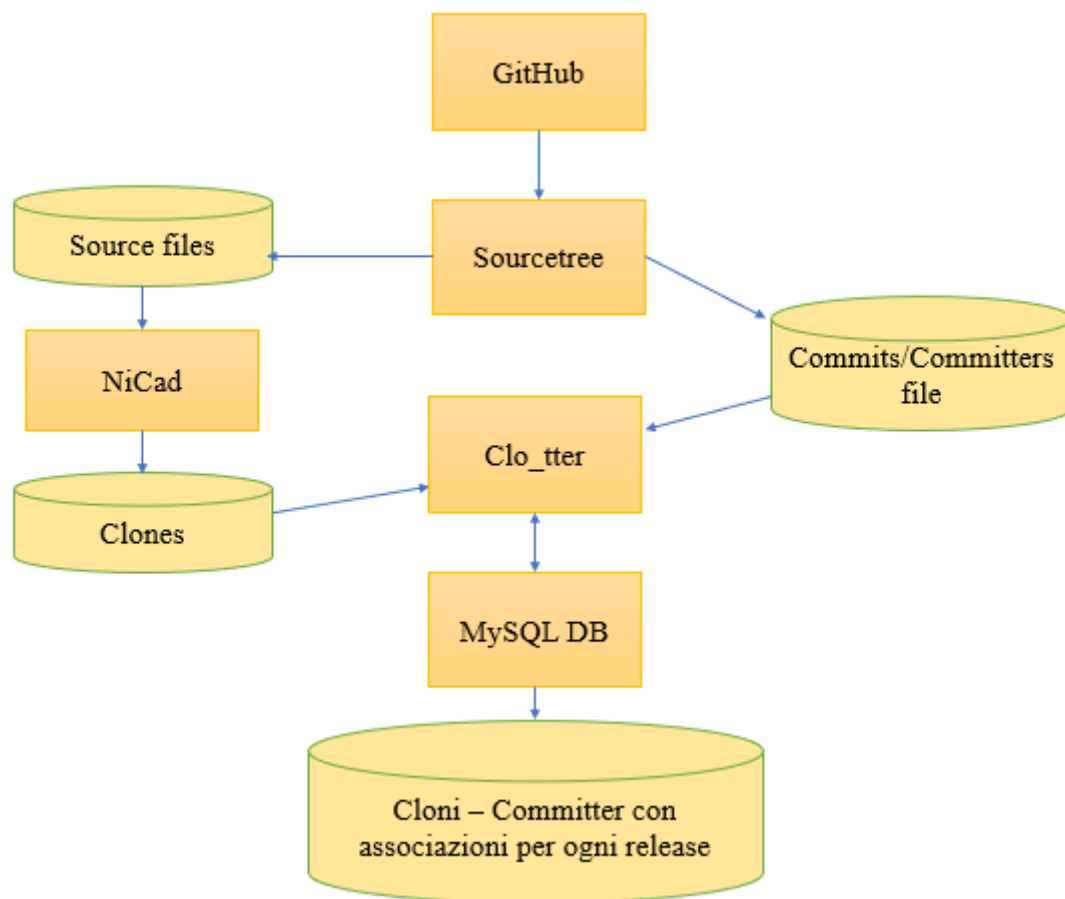 GitHub
Source files
Sourcetree
Commits/Committers
file
NiCad
Clo_tter
Clones
MySQL DB
Cloni – Committer con
associazioni per ogni release